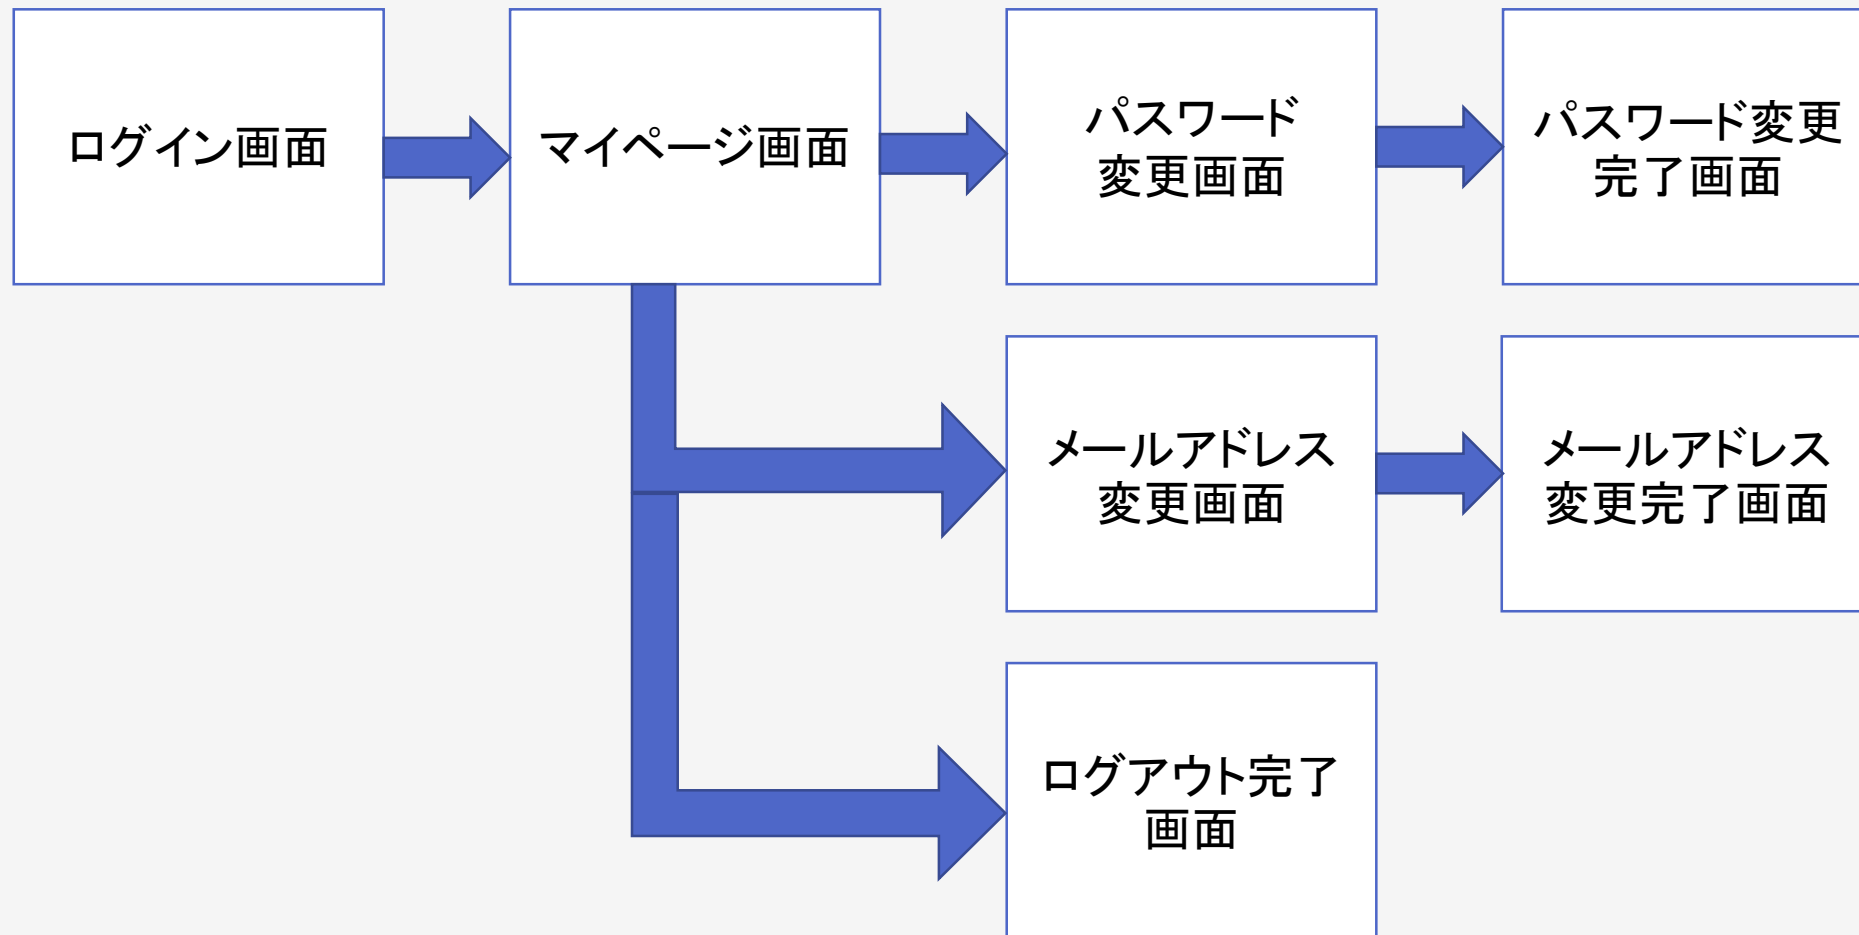 ログイン画面
マイページ画面
パスワード
変更画面
パスワード変更
完了画面
メールアドレス
変更画面
メールアドレス
変更完了画面
ログアウト完了
画面